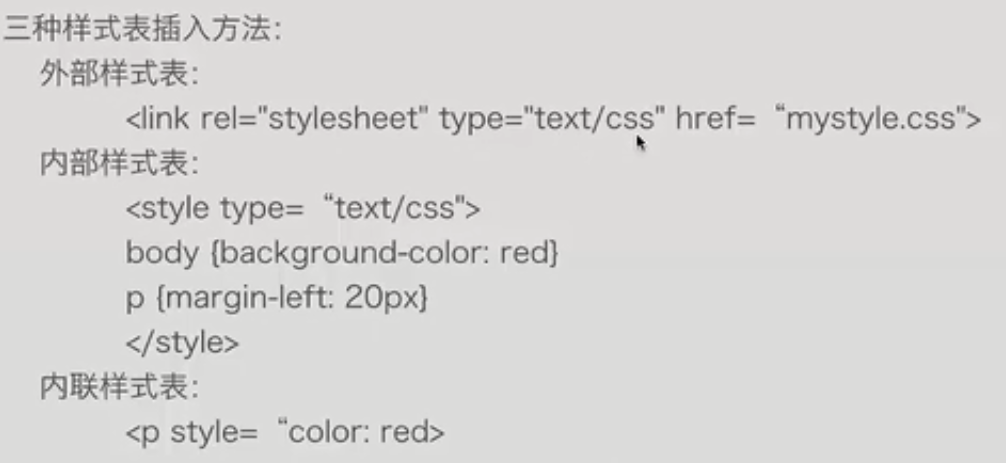 三种样式表插入方法：
外部样式表：
<link rel="stylesheet" type="text/css" href= “mystyle.css">
内部样式表：
<style type= “text/css">
body {background-color: red}
p {margin-left: 20px}
</style>
内联样式表：
<p style= “color: red>